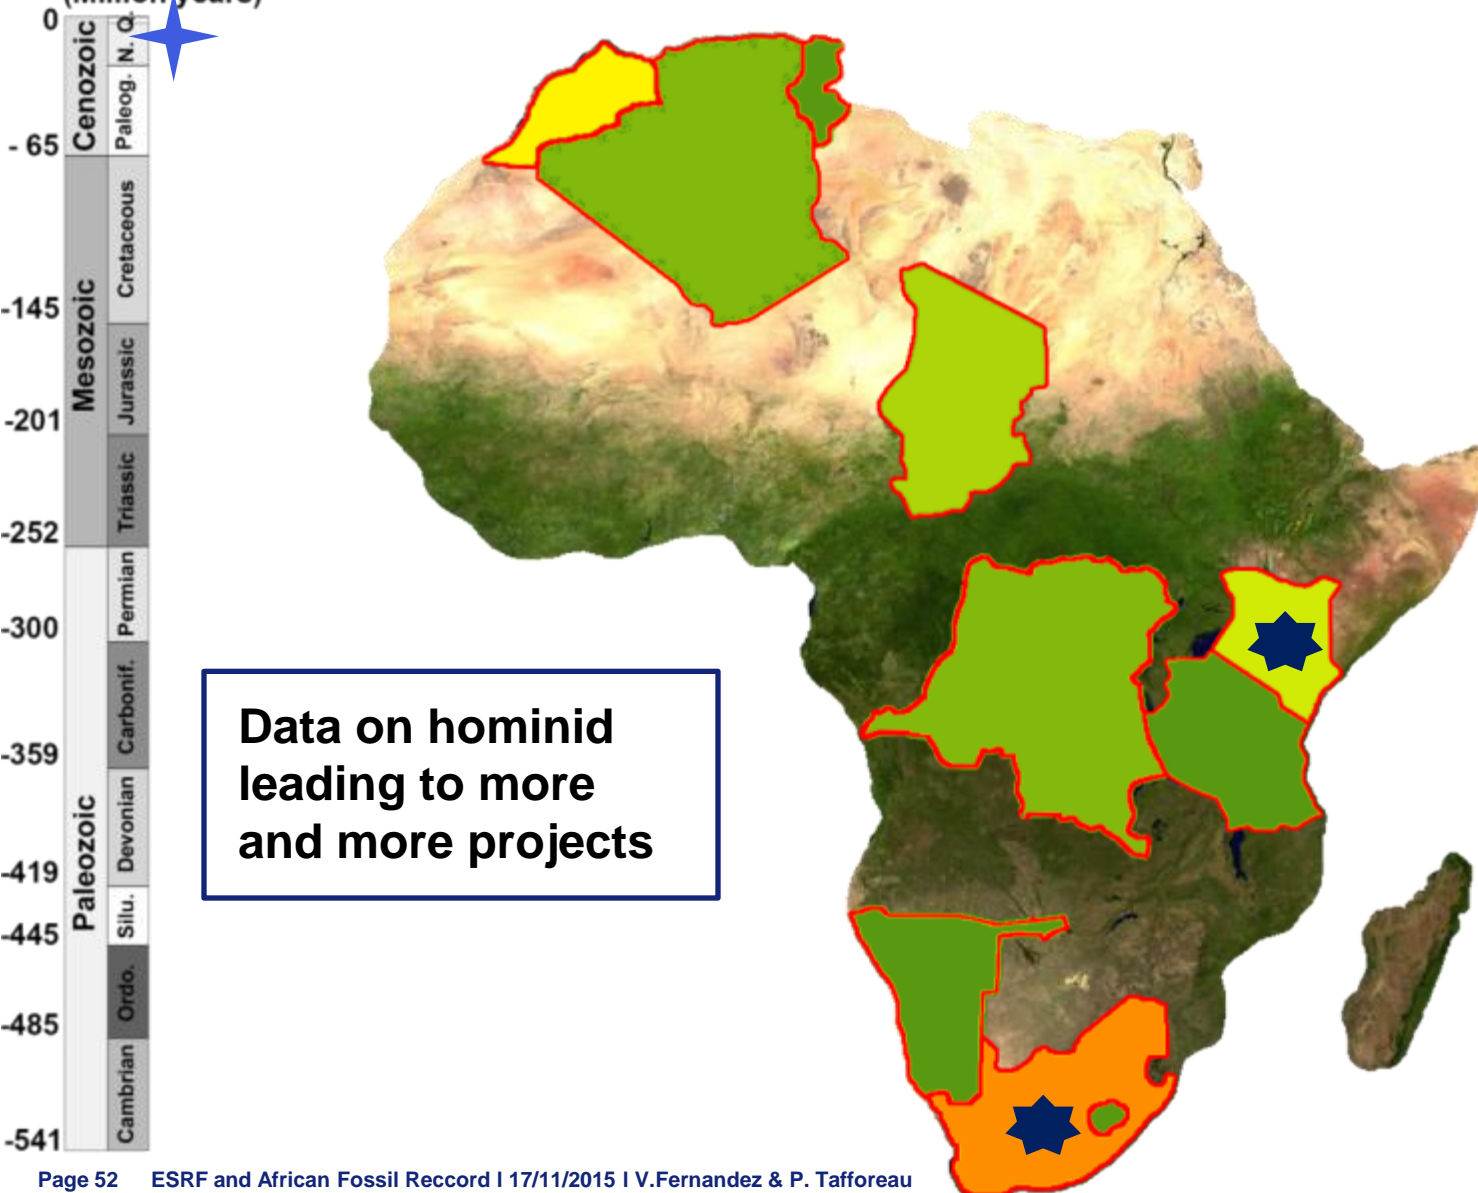 (Million years)
0
- 65
-145
-201
-252
-300
-359
-419
-445
-485
-541
Cenozoic
Mesozoic
Paleozoic
N. Q.
Paleog.
Cretaceous
Jurassic
Triassic
Permian
Carbonif.
Devonian
Silu.
Ordo.
Cambrian
Data on hominid
leading to more
and more projects
Page 52 ESRF and African Fossil Reccord l 17/11/2015 l V.Fernandez & P. Tafforeau